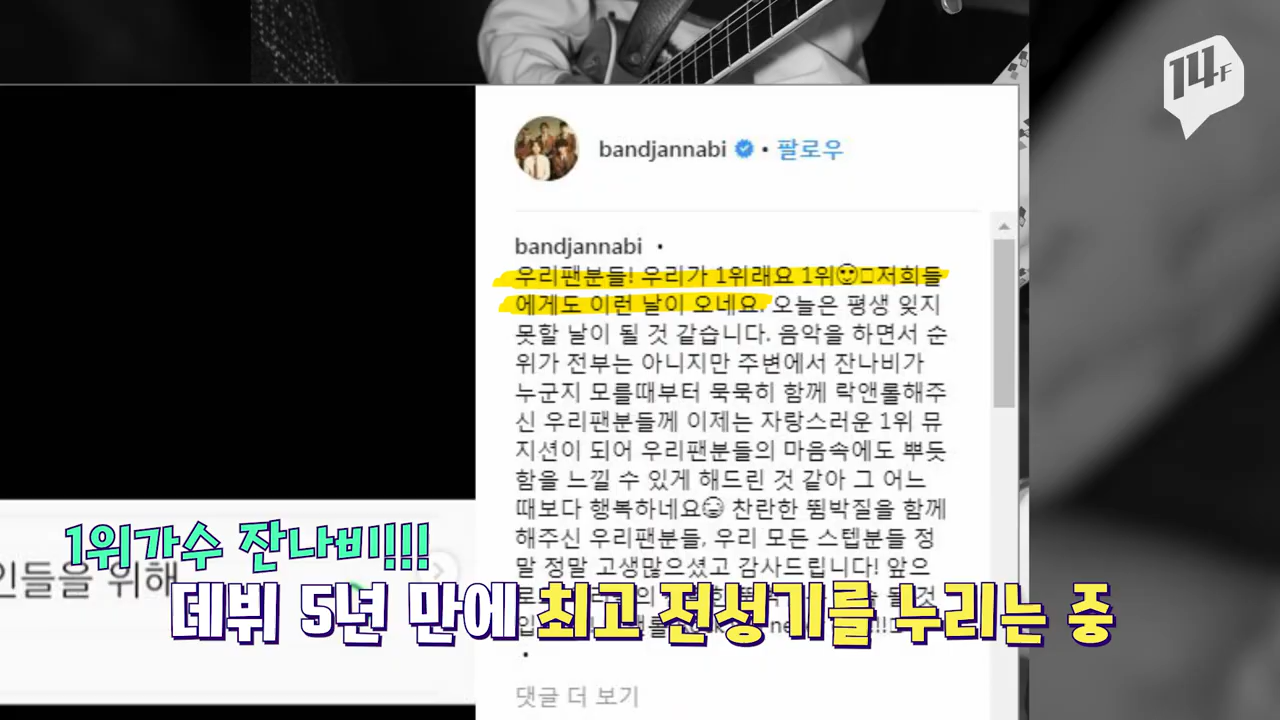 14F
bandjannabi • 팔로우
bandjannabi •
우리팬분들! 우리가 1위래요 1위☺□저희들
에게도 이런 날이 오네요. 오늘은 평생 잊지
못할 날이 될 것 같습니다. 음악을 하면서 순
위가 전부는 아니지만 주변에서 잔나비가
누군지 모를때부터 묵묵히 함께 락앤롤해주
신 우리팬분들께 이제는 자랑스러운 1위 뮤
지션이 되어 우리팬분들의 마음속에도 뿌듯
함을 느낄 수 있게 해드린 것 같아 그 어느
때보다 행복하네요 찬란한 뜀박질을 함께
해주신 우리팬분들, 우리 모든 스텝분들 정
말 정말 고생많으셨고 감사드립니다! 앞으
1위가수 잔나비!!!
인들을 위해
데뷔 5년 만에 최고 전성기를 누리는 중
댓글 더 보기